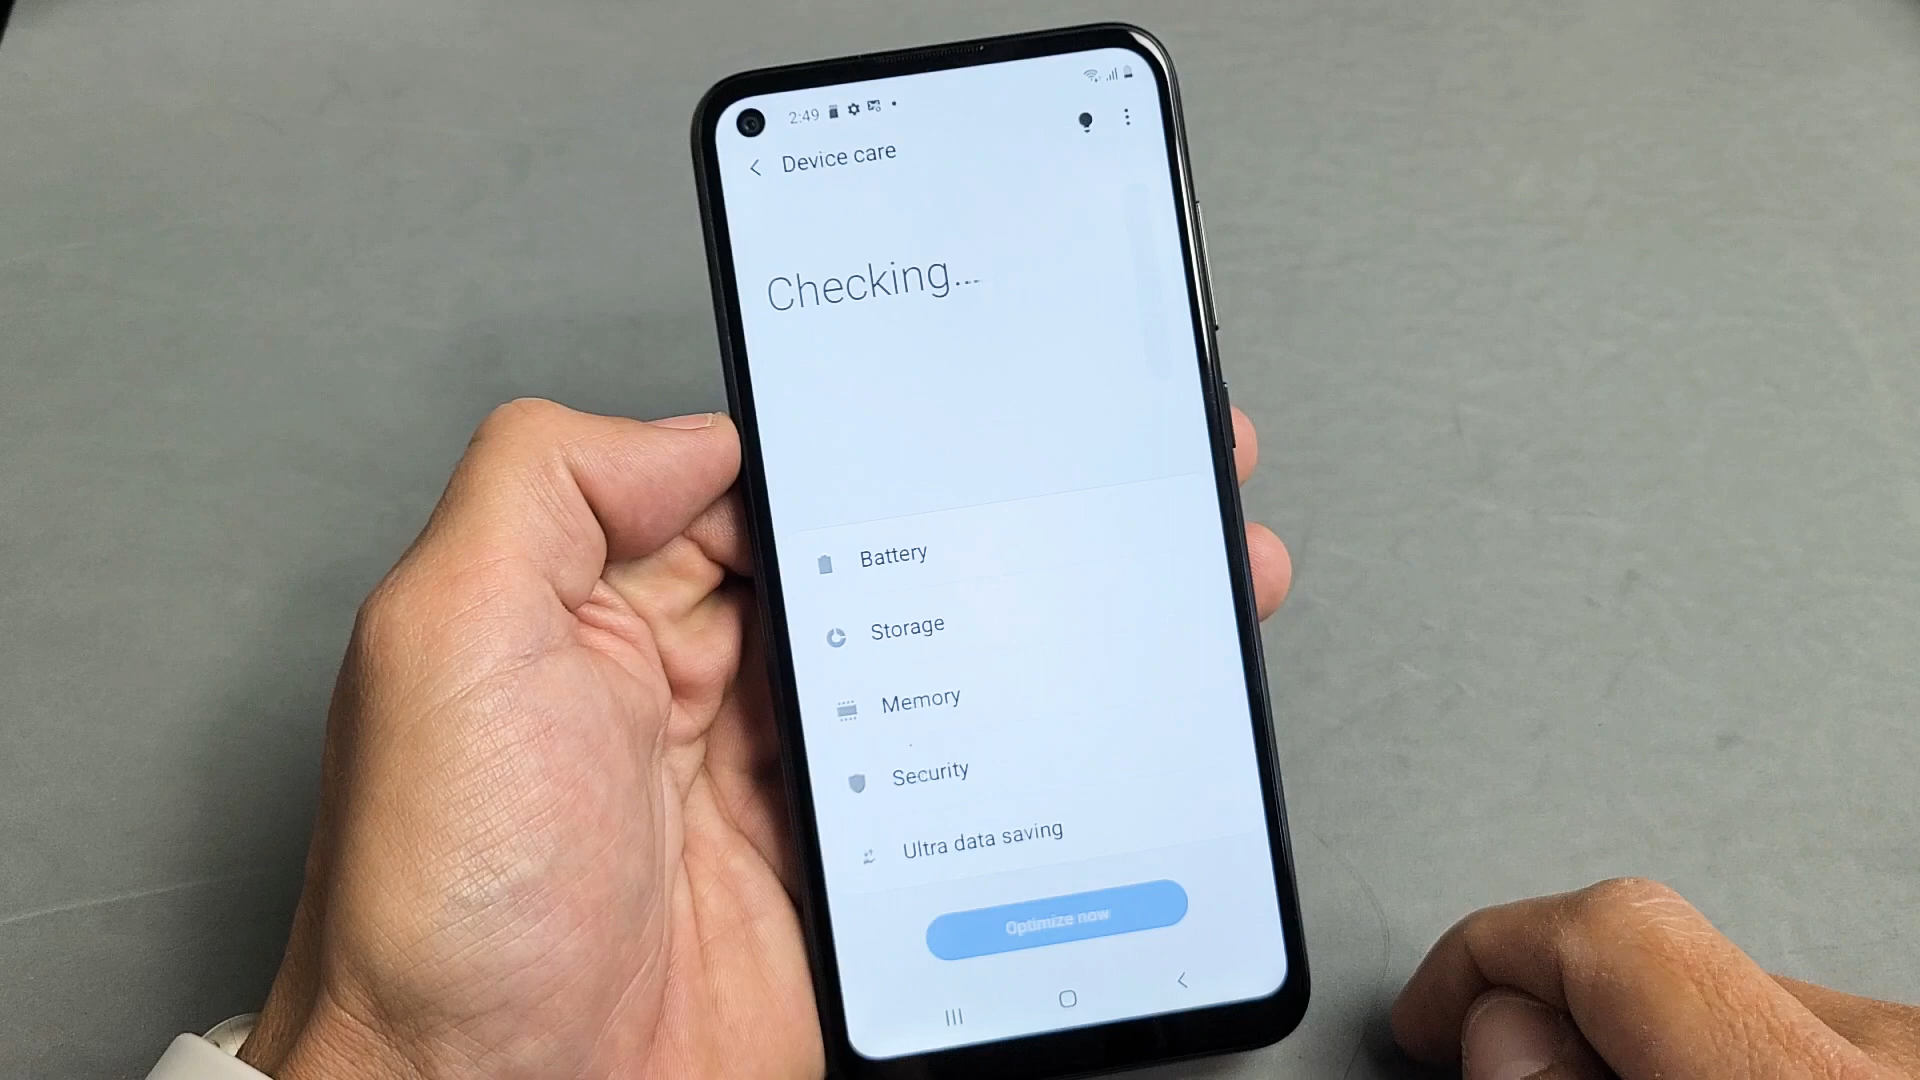 2:49
Device care
Checking...
Battery
Storage
Memory
Security
Ultra data saving
Optimize now